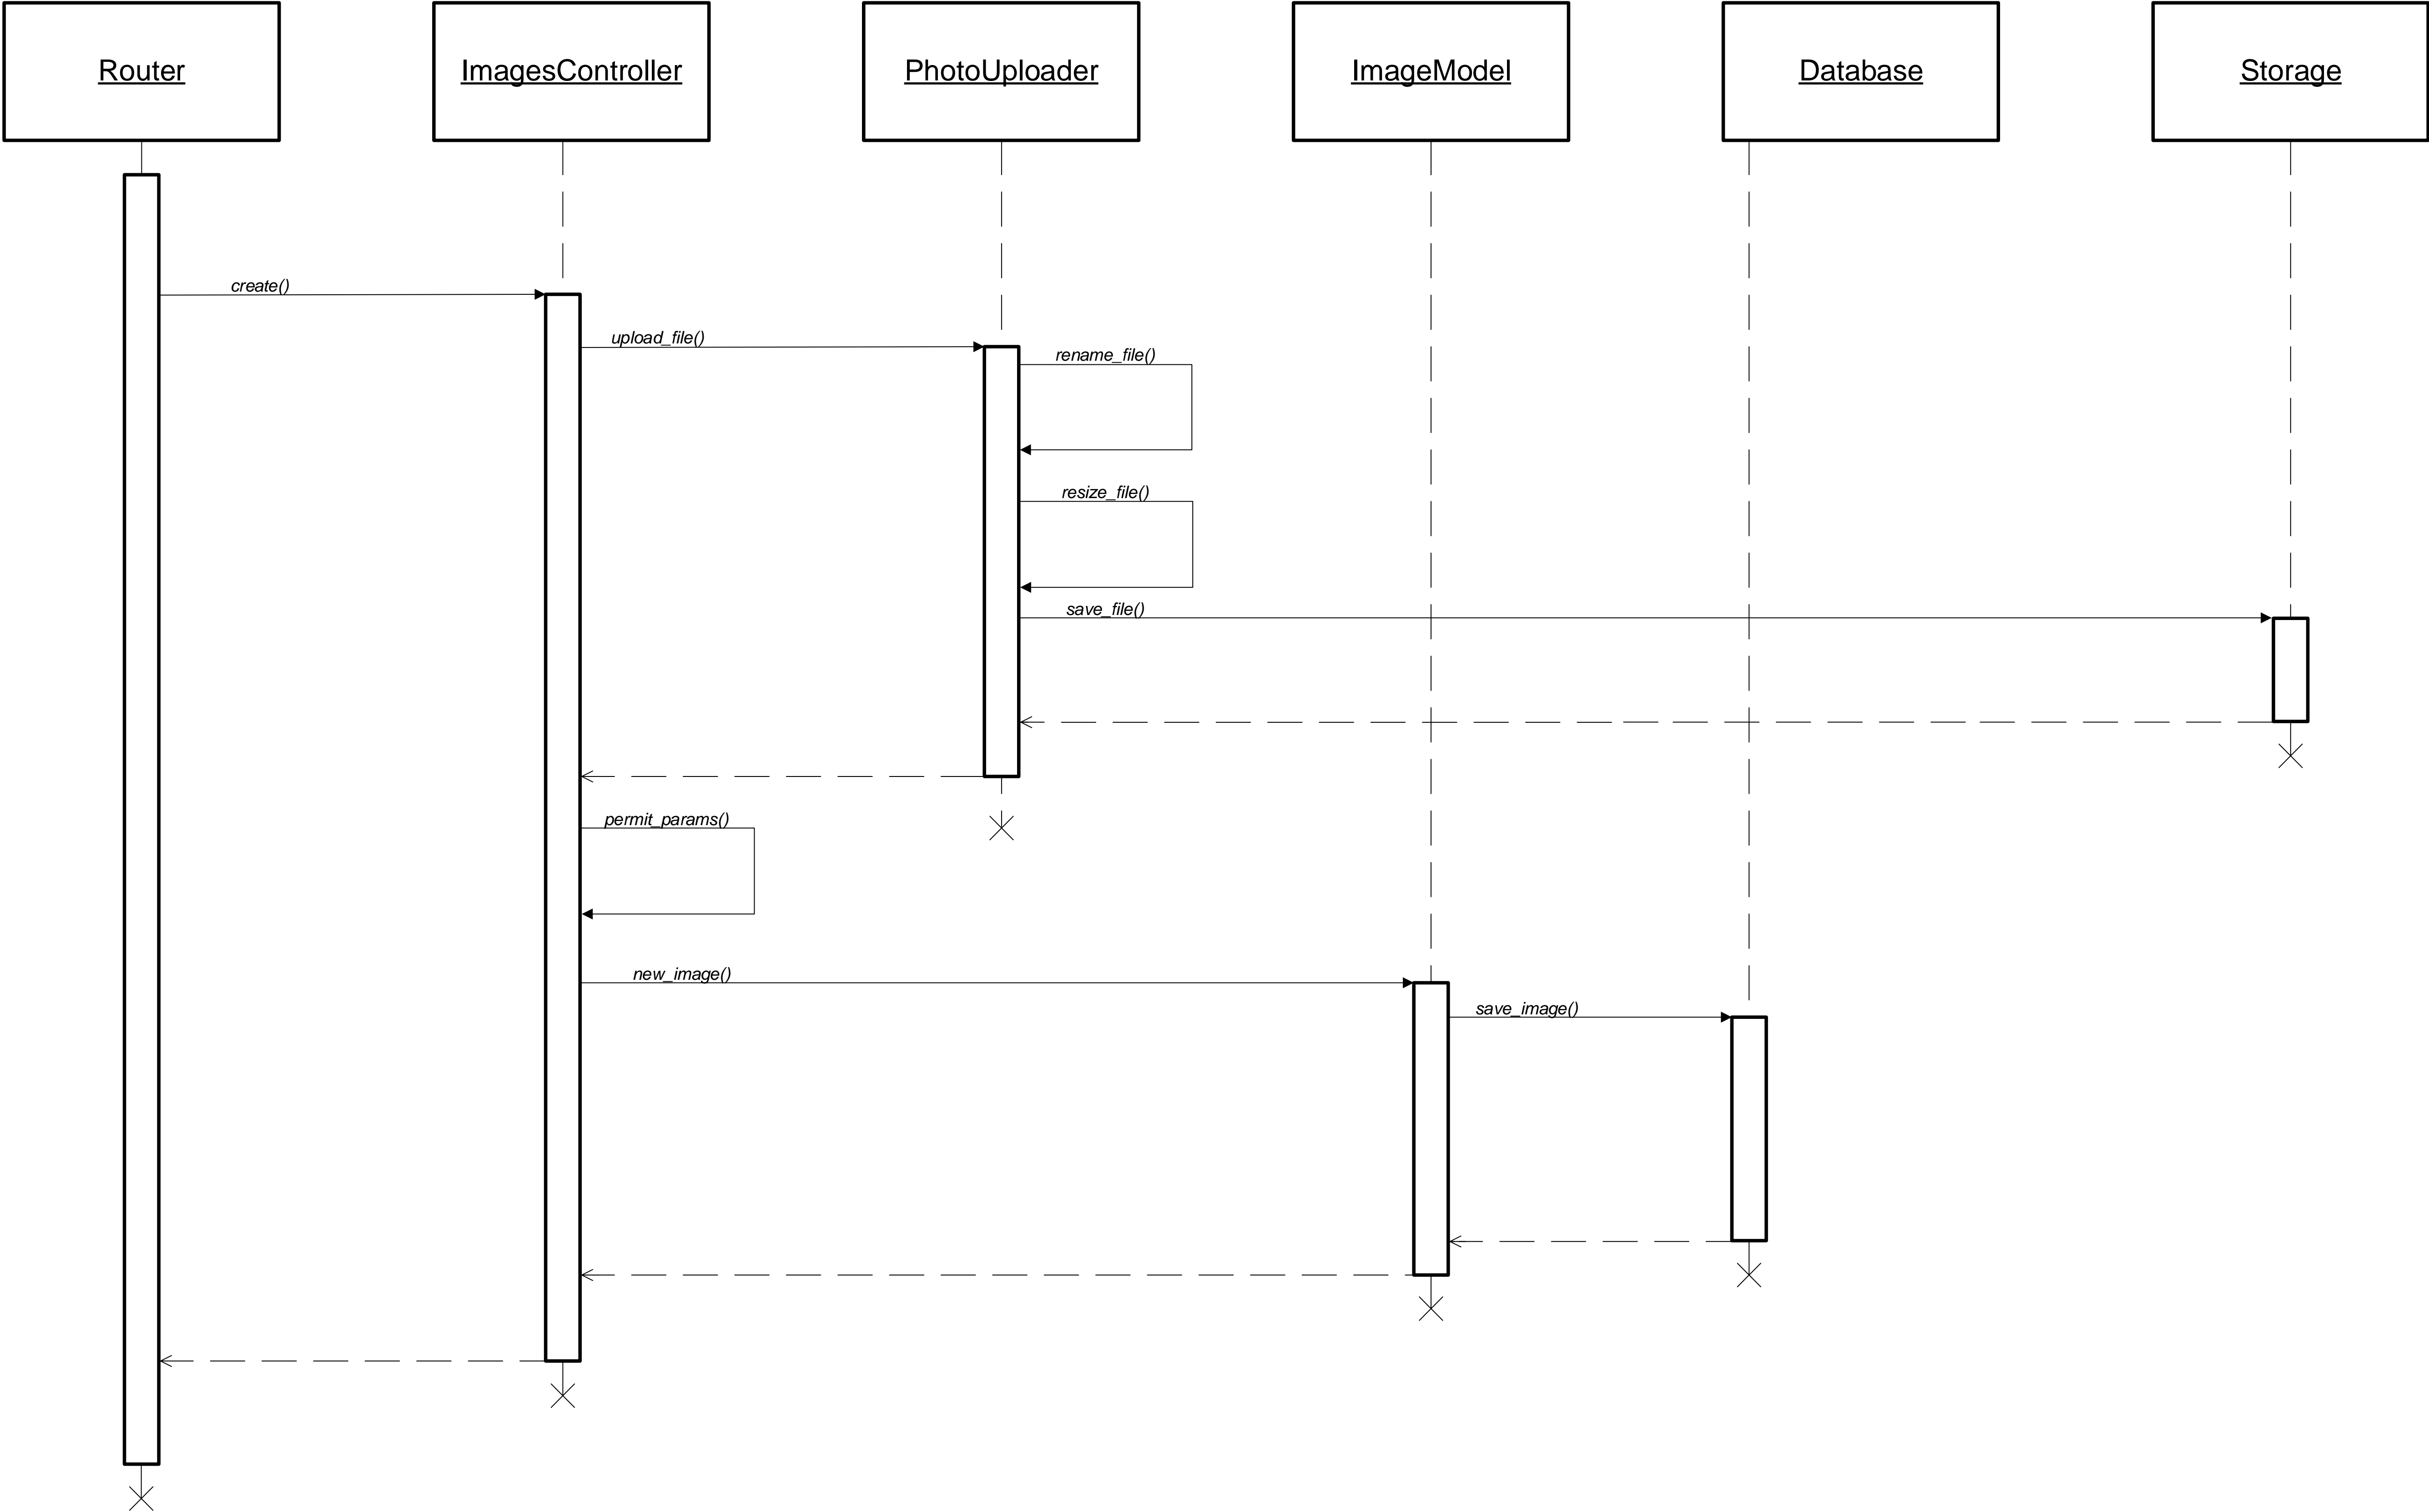 Router
ImagesController
PhotoUploader
ImageModel
Database
Storage
create()
upload_file()
rename_file()
resize_file()
save_file()
permit_params()
new_image()
save_image()